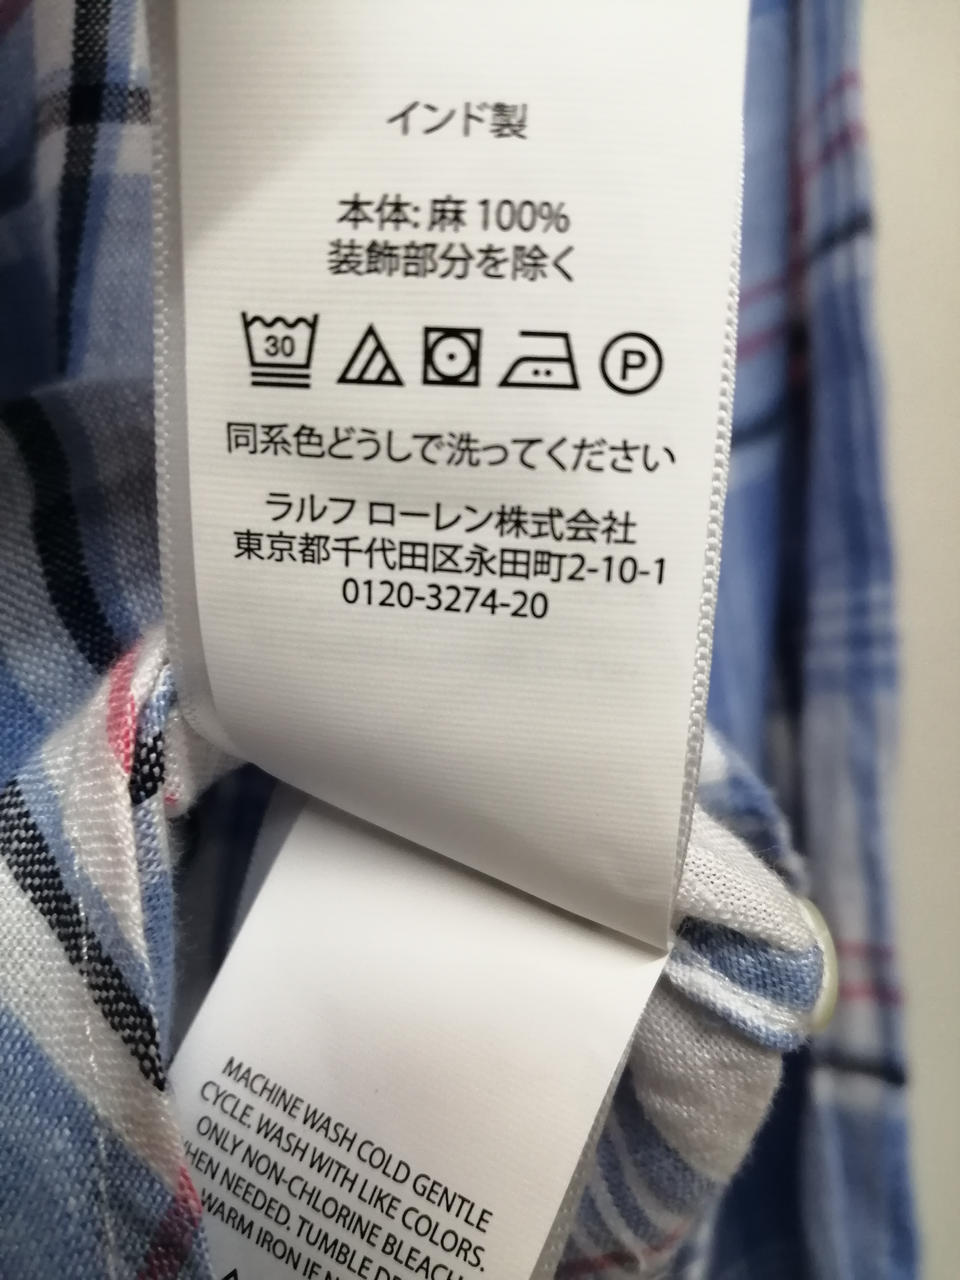 インド製
本体: 麻 100%
装飾部分を除く
30
P
同系色どうしで洗ってください
ラルフ ローレン株式会社
東京都千代田区永田町2-10-1
0120-3274-20
MACHINE WASH COLD GENTLE
CYCLE. WASH WITH LIKE COLORS.
ONLY NON-CHLORINE BLEACH
NEEDED. TUMBLE
WARM IRON IF